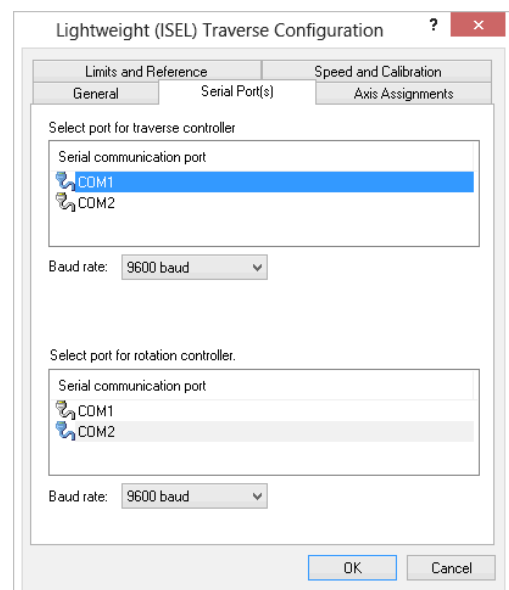 Lightweight (ISEL) Traverse Configuration ? ×
Limits and Reference Speed and Calibration
General Serial Port(s) Axis Assignments
Select port for traverse controller
Serial communication port
COM1
COM2
Baud rate: 9600 baud
Select port for rotation controller.
Serial communication port
COM1
COM2
Baud rate: 9600 baud
OK Cancel